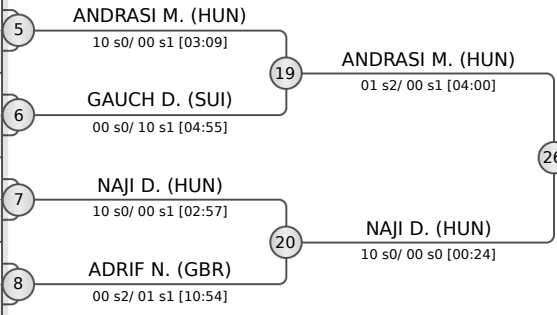 ANDRASI M. (HUN)
5
10 s0/ 00 s1 [03:09]
19
ANDRASI M. (HUN)
01 s2/ 00 s1 [04:00]
GAUCH D. (SUI)
6
00 s0/ 10 s1 [04:55]
26
NAJI D. (HUN)
7
10 s0/ 00 s1 [02:57]
20
NAJI D. (HUN)
10 s0/ 00 s0 [00:24]
ADRIF N. (GBR)
8
00 s2/ 01 s1 [10:54]